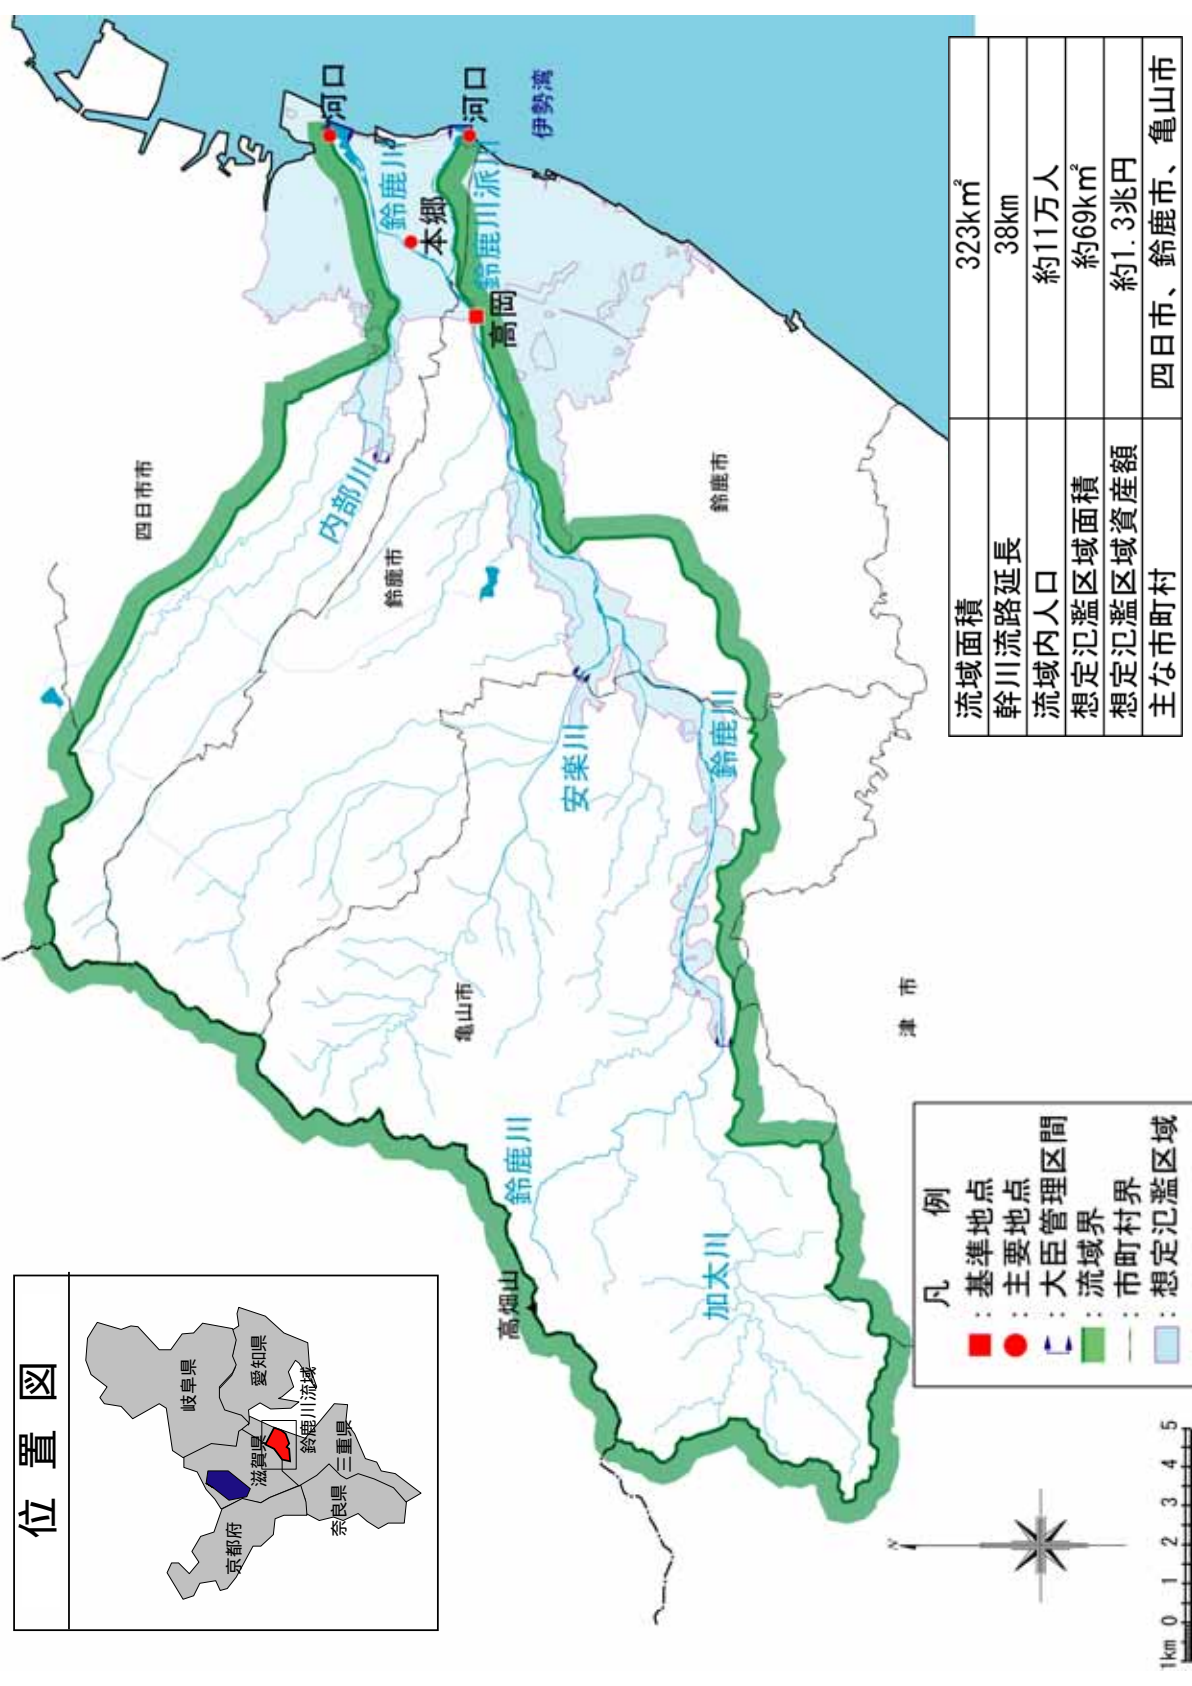 位置図
岐阜県
愛知県
滋賀県
鈴鹿川流域
三重県
京都府
奈良県
四日市市
鈴鹿市
内部川
鈴鹿川
本郷
河口
鈴鹿川派川
河口
伊勢湾
高岡
鈴鹿市
安楽川
鈴鹿川
亀山市
津市
鈴鹿川
加太川
高畑山
N
凡例
:基準地点
:主要地点
:大臣管理区間
:流域界
:市町村界
:想定氾濫区域
1km 0 1 2 3 4 5
流域面積 323km²
幹川流路延長 38km
流域内人口 約11万人
想定氾濫区域面積 約69km²
想定氾濫区域資産額 約1.3兆円
主な市町村 四日市、鈴鹿市、亀山市